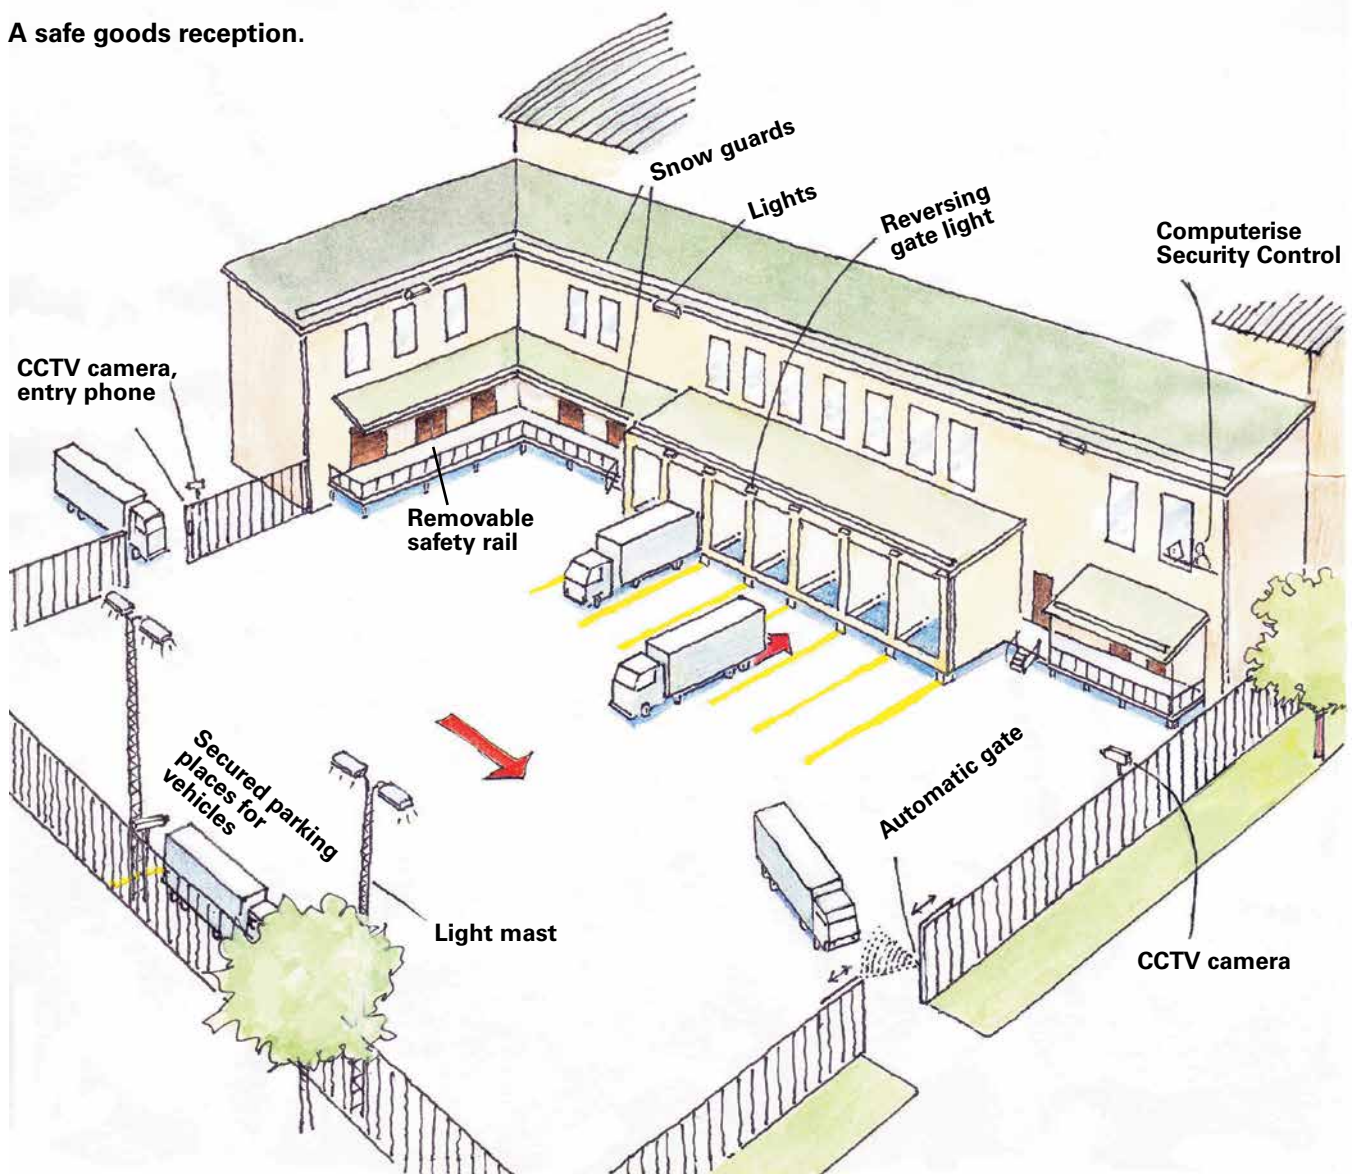 A safe goods reception.
Snow guards
Lights
Reversing
gate light
Computerise
Security Control
CCTV camera,
entry phone
Removable
safety rail
Secured parking
places for
vehicles
Automatic gate
Light mast
CCTV camera